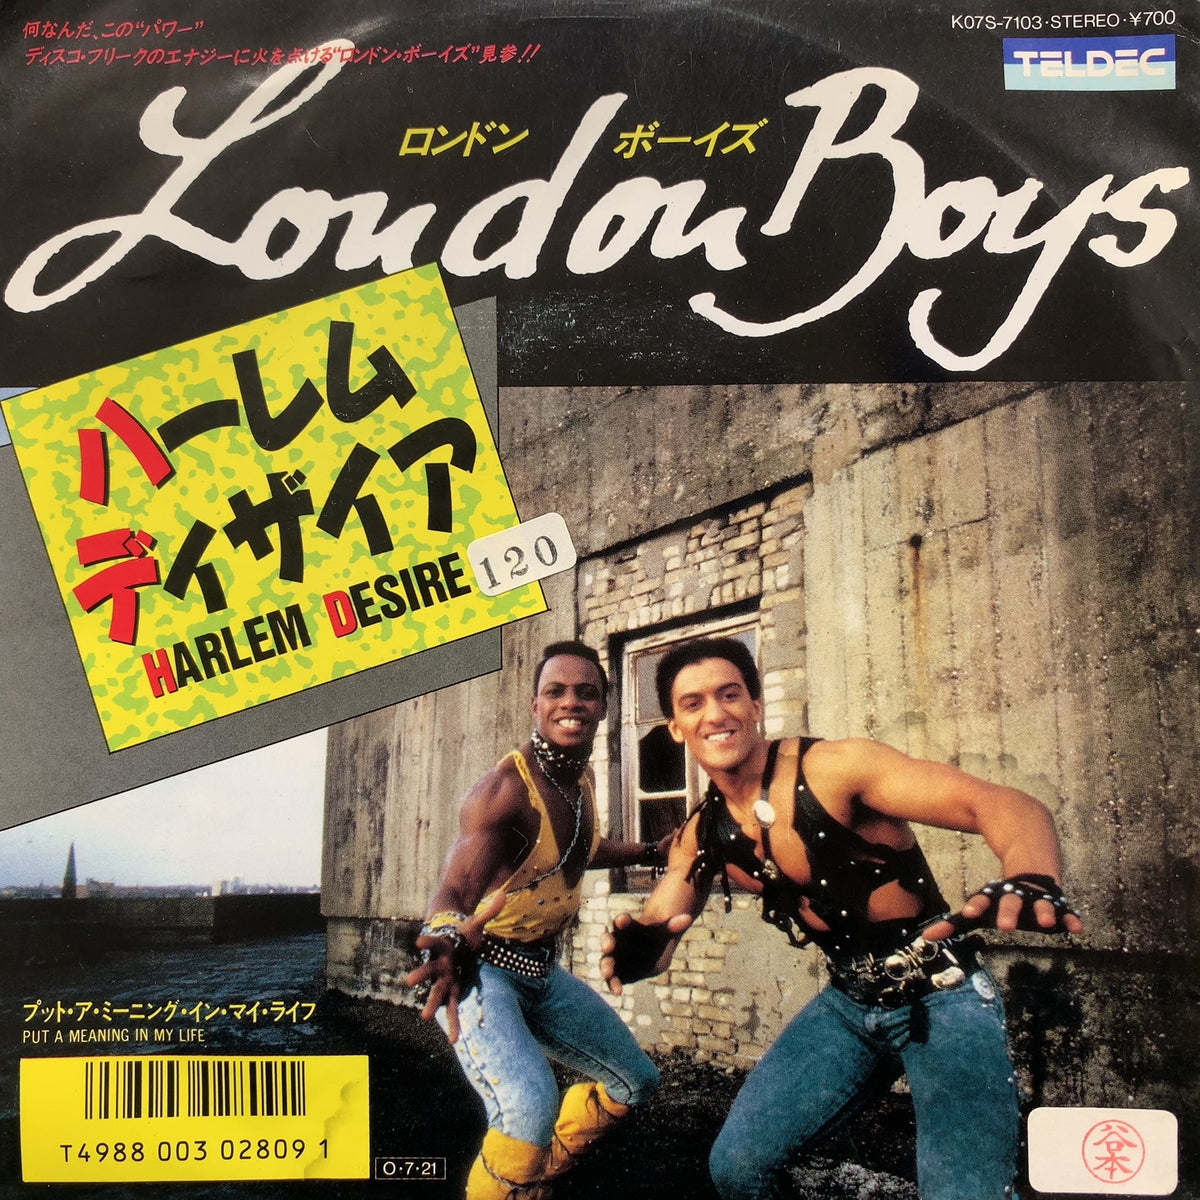 何なんだ、この“パワー”
ディスコ・フリークのエナジーに火を点ける“ロンドン・ボーイズ”見参!!
K07S-7103・STEREO・¥700
TELDEC
ロンドン ボーイズ
London Boys
ハーレム
ディザイア
HARLEM DESIRE
120
プット・ア・ミーニング・イン・マイ・ライフ
PUT A MEANING IN MY LIFE
T4988 003 02809 1
O・7・21
谷本